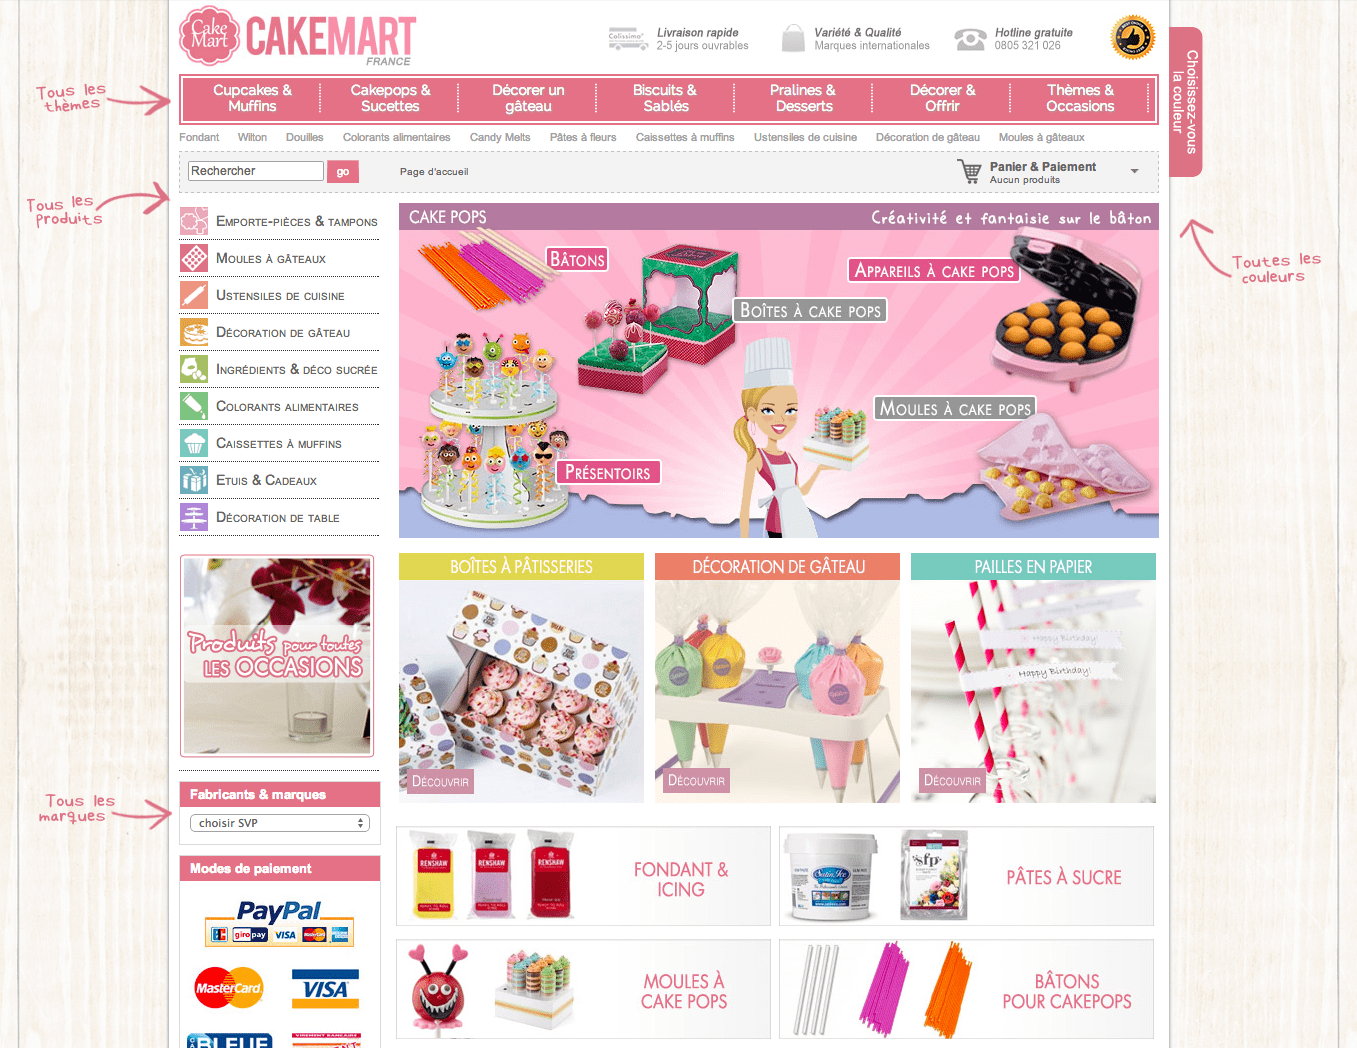 Cake
Mart
CAKEMART
FRANCE
Colissimo
Livraison rapide
2-5 jours ouvrables
Variété & Qualité
Marques internationales
Hotline gratuite
0805 321 026
Choisissez-vous
la couleur
Tous les
thèmes
Cupcakes &
Muffins
Cakepops &
Sucettes
Décorer un
gâteau
Biscuits &
Sablés
Pralines &
Desserts
Décorer &
Offrir
Thèmes &
Occasions
Fondant Wilton Douilles Colorants alimentaires Candy Melts Pâtes à fleurs Caissettes à muffins Ustensiles de cuisine Décoration de gâteau Moules à gâteaux
Rechercher go Page d'accueil
Panier & Paiement
Aucun produits
Tous les
produits
Emporte-pièces & tampons
Moules à gâteaux
Ustensiles de cuisine
Décoration de gâteau
Ingrédients & déco sucrée
Colorants alimentaires
Caissettes à muffins
Etuis & Cadeaux
Décoration de table
CAKE POPS Créativité et fantaisie sur le bâton
Bâtons
Appareils à cake pops
Boîtes à cake pops
Moules à cake pops
Présentoirs
Toutes les
couleurs
Produits pour toutes
LES OCCASIONS
BOÎTES À PÂTISSERIES
Découvrir
DÉCORATION DE GÂTEAU
Découvrir
PAILLES EN PAPIER
Happy Birthday!
Happy Birthday!
Découvrir
Tous les
marques
Fabricants & marques
choisir SVP
Modes de paiement
PayPal
giropay VISA MasterCard
MasterCard
VISA
BLEUE
VIREMENT BANCAIRE
RENSHAW RENSHAW RENSHAW
FONDANT &
ICING
Satin Ice
sfp
PÂTES À SUCRE
MOULES À
CAKE POPS
BÂTONS
POUR CAKEPOPS